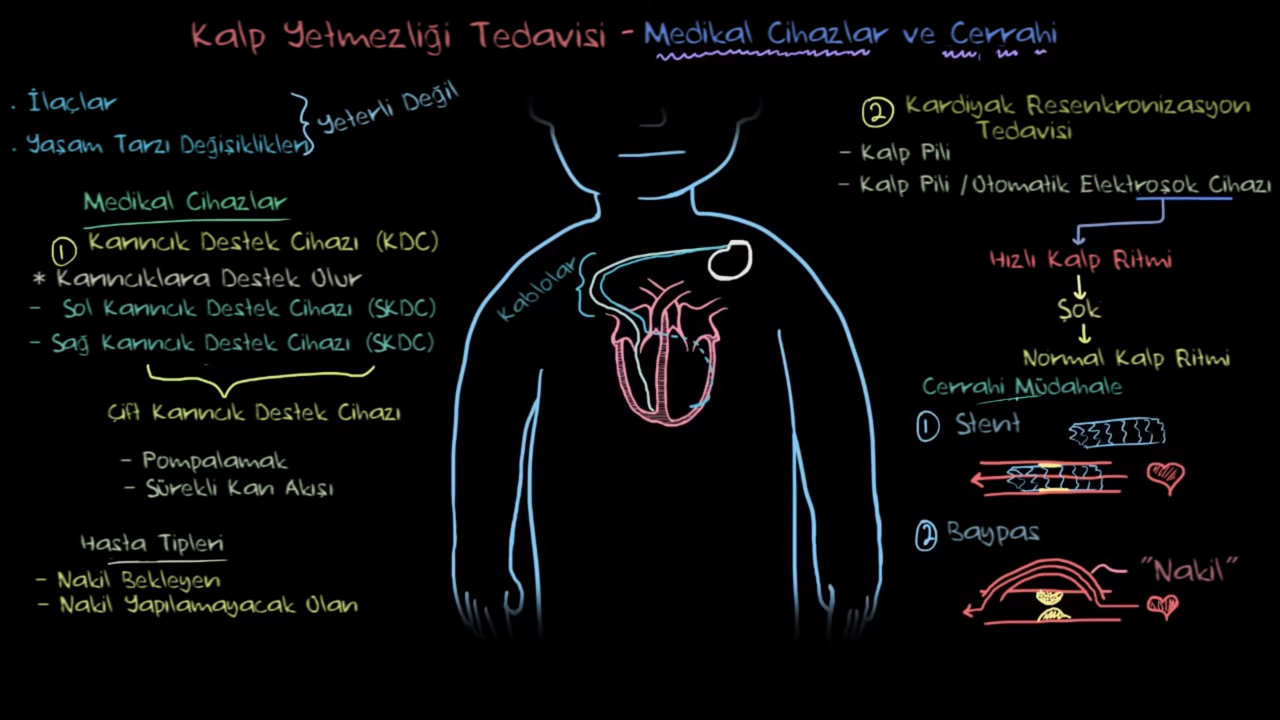 Kalp Yetmezliği Tedavisi - Medikal Cihazlar ve Cerrahi
. İlaçlar
. Yaşam Tarzı Değişiklikleri
Yeterli Değil
Medikal Cihazlar
1 Karıncık Destek Cihazı (KDC)
* Karıncıklara Destek Olur
- Sol Karıncık Destek Cihazı (SKDC)
- Sağ Karıncık Destek Cihazı (SKDC)
Çift Karıncık Destek Cihazı
- Pompalamak
- Sürekli Kan Akışı
Hasta Tipleri
- Nakil Bekleyen
- Nakil Yapılamayacak Olan
Kablolar
2 Kardiyak Resenkronizasyon
Tedavisi
- Kalp Pili
- Kalp Pili / Otomatik Elektroşok Cihazı
Hızlı Kalp Ritmi
Şok
Normal Kalp Ritmi
Cerrahi Müdahale
1 Stent
2 Baypas
"Nakil"